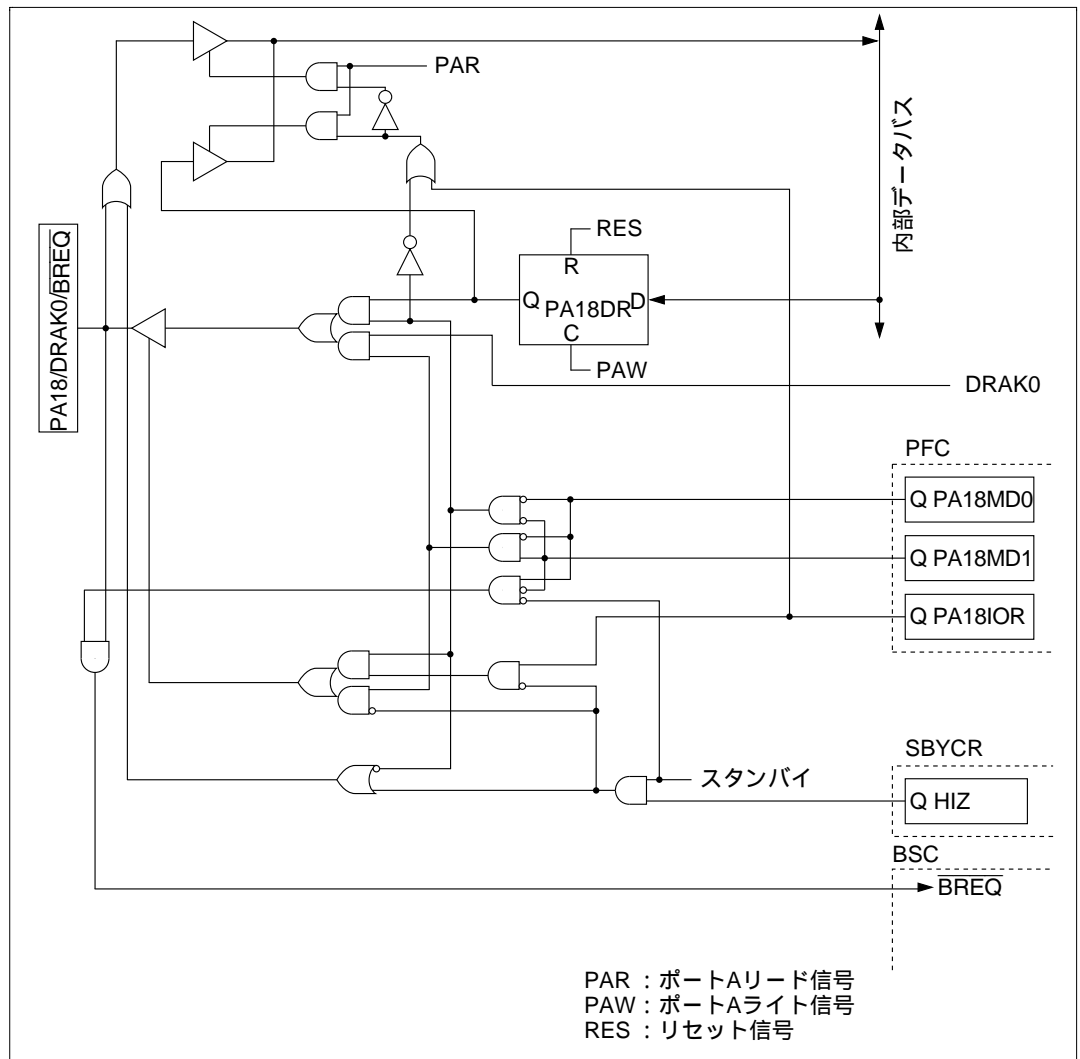 PAR
内部データバス
PA18/DRAK0/B̅R̅E̅Q̅
RES
R
Q PA18DR D
C
PAW
DRAK0
PFC
Q PA18MD0
Q PA18MD1
Q PA18IOR
SBYCR
スタンバイ
Q HIZ
BSC
B̅R̅E̅Q̅
PAR：ポートAリード信号
PAW：ポートAライト信号
RES：リセット信号